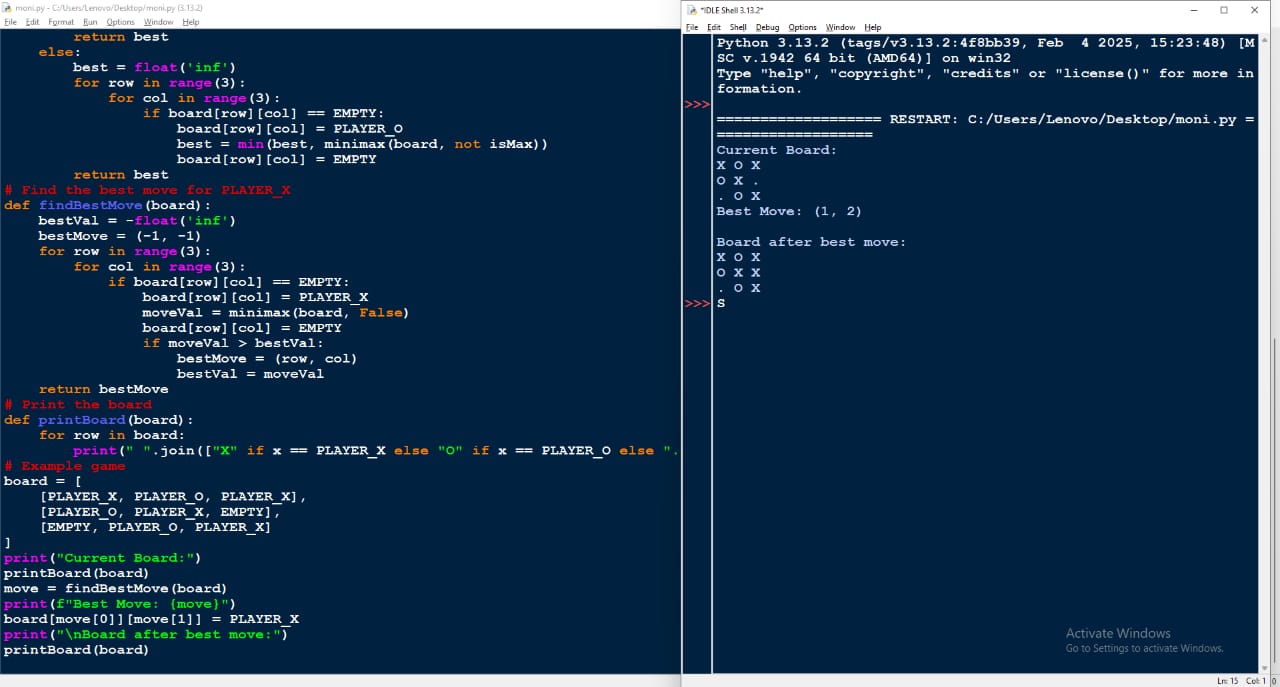 moni.py - C:/Users/Lenovo/Desktop/moni.py (3.13.2)
File Edit Format Run Options Window Help
        return best
    else:
        best = float('inf')
        for row in range(3):
            for col in range(3):
                if board[row][col] == EMPTY:
                    board[row][col] = PLAYER_O
                    best = min(best, minimax(board, not isMax))
                    board[row][col] = EMPTY
        return best
# Find the best move for PLAYER_X
def findBestMove(board):
    bestVal = -float('inf')
    bestMove = (-1, -1)
    for row in range(3):
        for col in range(3):
            if board[row][col] == EMPTY:
                board[row][col] = PLAYER_X
                moveVal = minimax(board, False)
                board[row][col] = EMPTY
                if moveVal > bestVal:
                    bestMove = (row, col)
                    bestVal = moveVal
    return bestMove
# Print the board
def printBoard(board):
    for row in board:
        print(" ".join(["X" if x == PLAYER_X else "O" if x == PLAYER_O else ".
# Example game
board = [
    [PLAYER_X, PLAYER_O, PLAYER_X],
    [PLAYER_O, PLAYER_X, EMPTY],
    [EMPTY, PLAYER_O, PLAYER_X]
]
print("Current Board:")
printBoard(board)
move = findBestMove(board)
print(f"Best Move: {move}")
board[move[0]][move[1]] = PLAYER_X
print("\nBoard after best move:")
printBoard(board)
*IDLE Shell 3.13.2*
File Edit Shell Debug Options Window Help
Python 3.13.2 (tags/v3.13.2:4f8bb39, Feb  4 2025, 15:23:48) [M
SC v.1942 64 bit (AMD64)] on win32
Type "help", "copyright", "credits" or "license()" for more in
formation.
>>>
=================== RESTART: C:/Users/Lenovo/Desktop/moni.py =
==================
Current Board:
X O X
O X .
. O X
Best Move: (1, 2)
Board after best move:
X O X
O X X
. O X
>>> S
Activate Windows
Go to Settings to activate Windows.
Ln: 15 Col: 1
0